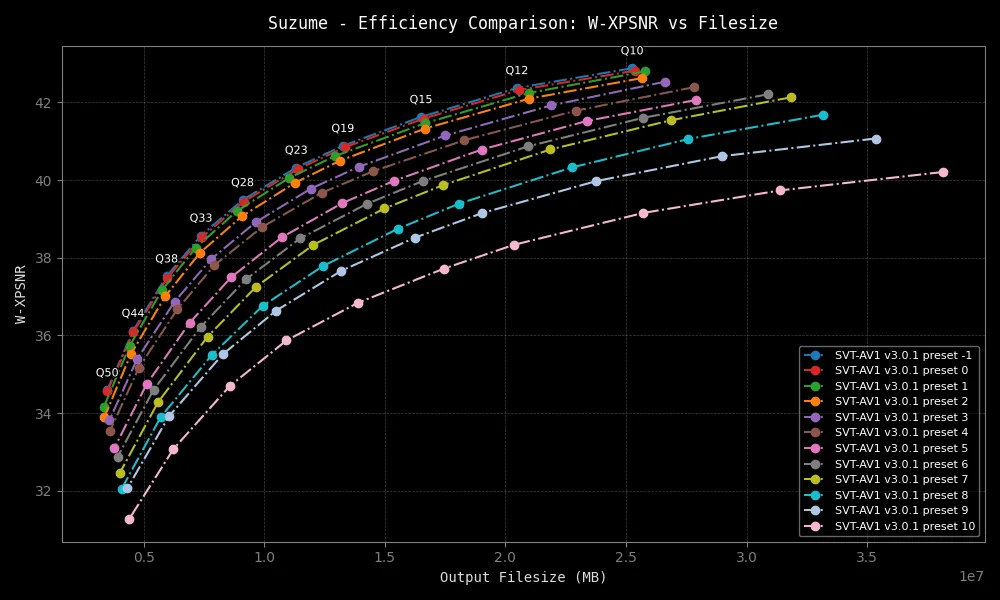 Suzume - Efficiency Comparison: W-XPSNR vs Filesize
Q10
Q12
Q15
Q19
Q23
Q28
Q33
Q38
Q44
Q50
W-XPSNR
42
40
38
36
34
32
SVT-AV1 v3.0.1 preset -1
SVT-AV1 v3.0.1 preset 0
SVT-AV1 v3.0.1 preset 1
SVT-AV1 v3.0.1 preset 2
SVT-AV1 v3.0.1 preset 3
SVT-AV1 v3.0.1 preset 4
SVT-AV1 v3.0.1 preset 5
SVT-AV1 v3.0.1 preset 6
SVT-AV1 v3.0.1 preset 7
SVT-AV1 v3.0.1 preset 8
SVT-AV1 v3.0.1 preset 9
SVT-AV1 v3.0.1 preset 10
0.5 1.0 1.5 2.0 2.5 3.0 3.5
1e7
Output Filesize (MB)